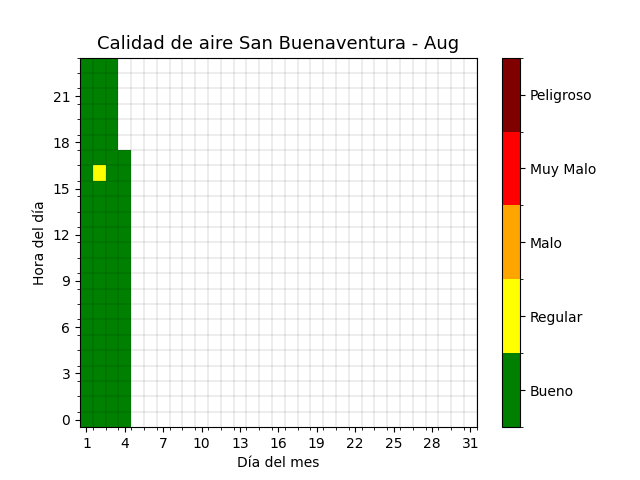 Calidad de aire San Buenaventura - Aug
Hora del día
21
18
15
12
9
6
3
0
1 4 7 10 13 16 19 22 25 28 31
Día del mes
Peligroso
Muy Malo
Malo
Regular
Bueno